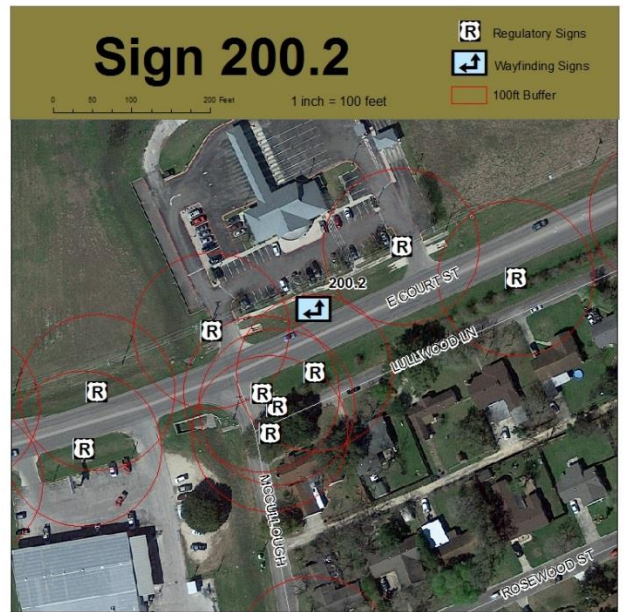 Sign 200.2
R Regulatory Signs
Wayfinding Signs
100ft Buffer
0 50 100 200 Feet
1 inch = 100 feet
R
200.2
R
E COURT ST
R
LULLWOOD LN
R
R
R
R
R
R
MCCULLOUGH
ROSEWOOD ST